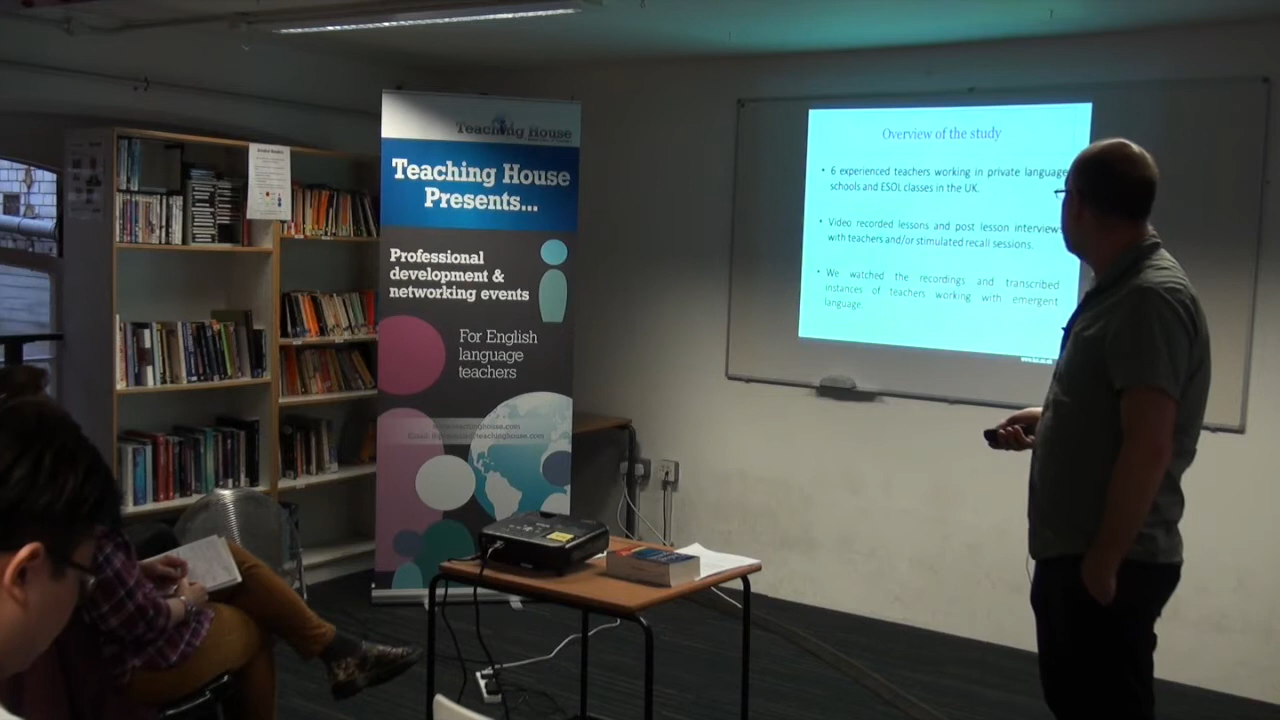 Teaching House
Teaching House
Presents...
Professional
development &
networking events
For English
language
teachers
Overview of the study
• 6 experienced teachers working in private language
schools and ESOL classes in the UK.
• Video recorded lessons and post lesson interviews
with teachers and/or stimulated recall sessions.
• We watched the recordings and transcribed
instances of teachers working with emergent
language.